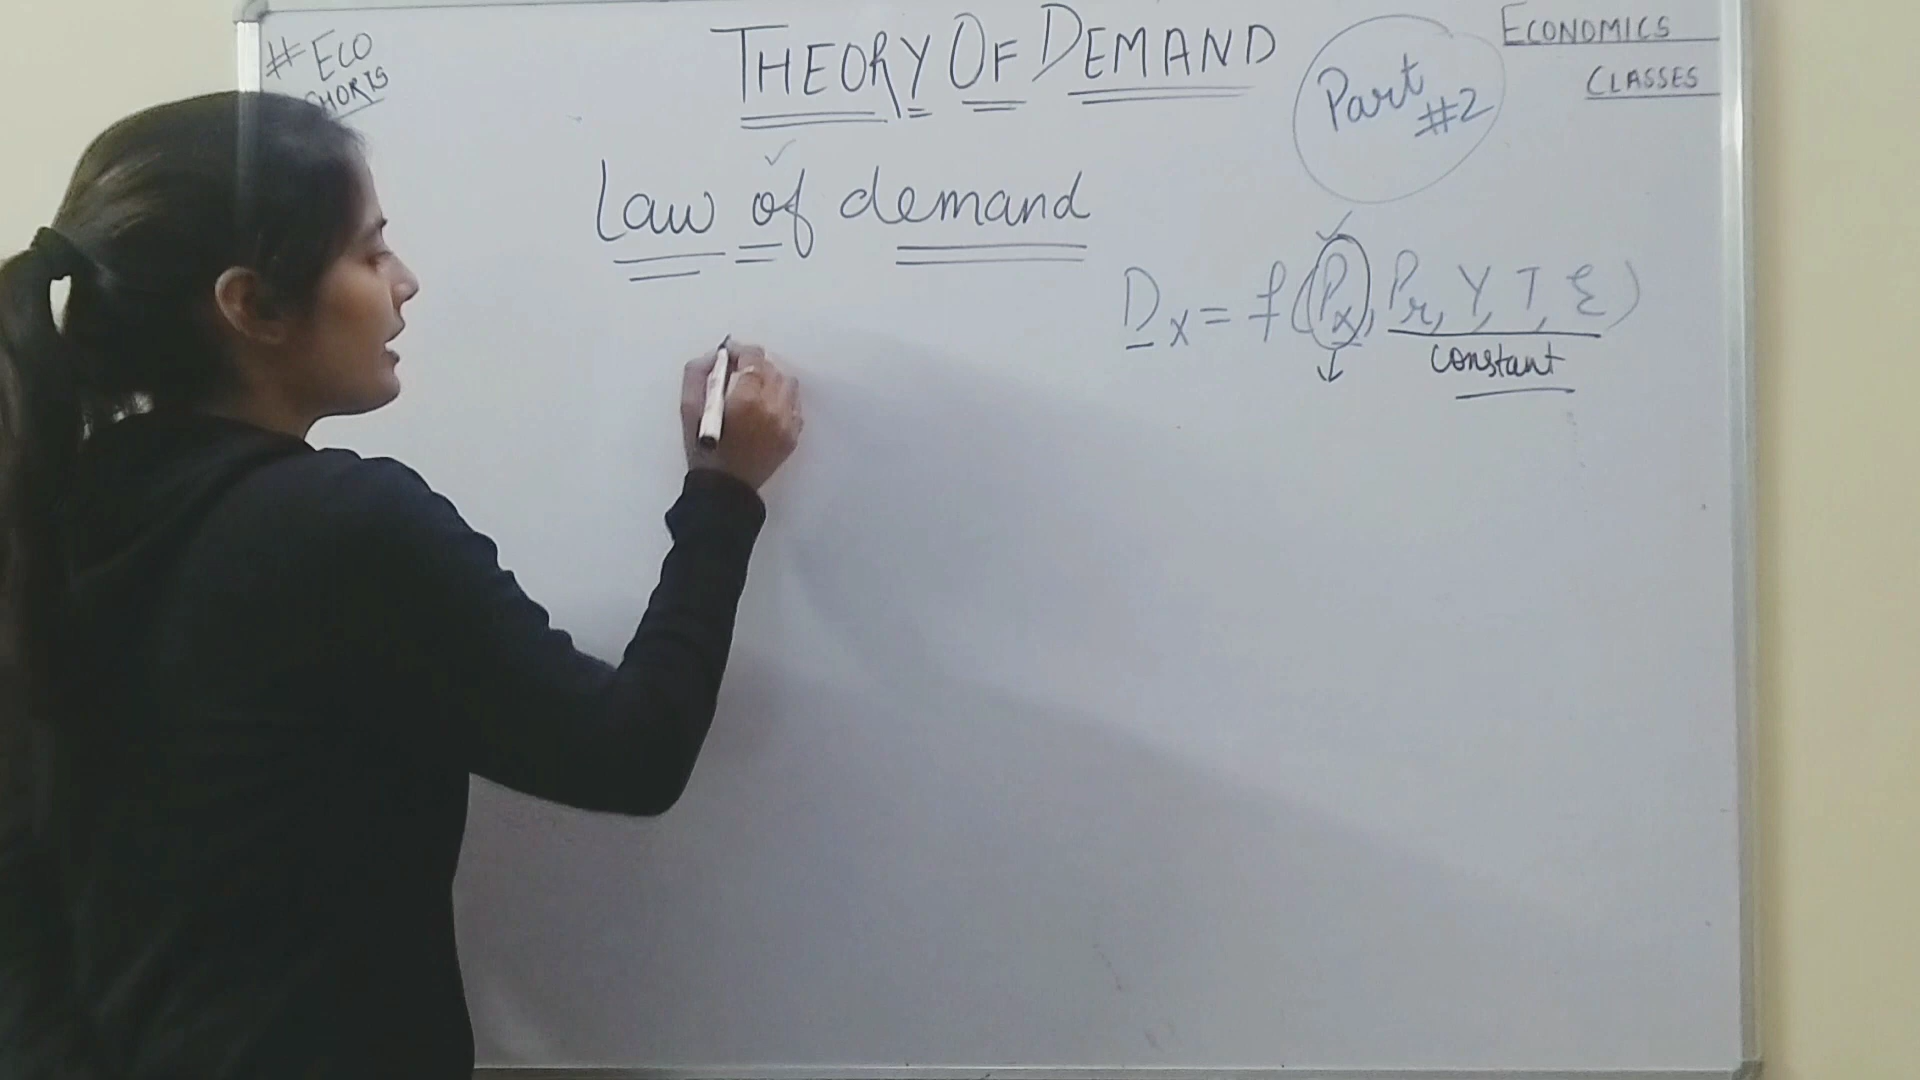 # ECO
SHORTS
THEORY OF DEMAND
Part
#2
ECONOMICS
CLASSES
Law of demand
Dx = f(Px, Pr, Y, T, ξ)
constant